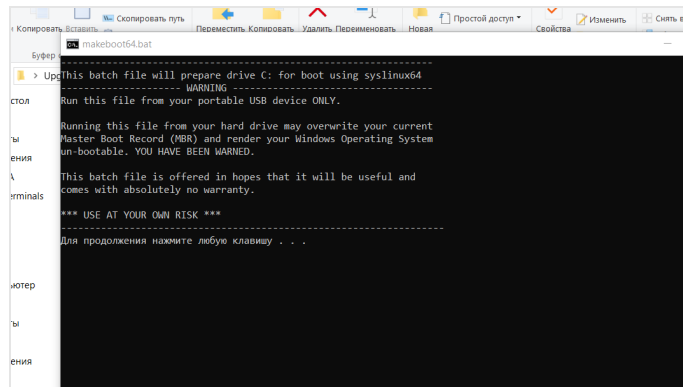 Скопировать путь
Простой доступ
Изменить
Снять в
Копировать Вставить
Переместить Копировать Удалить Переименовать Новая
Свойства
Буфер
makeboot64.bat
> Upg
стол
ты
ения
erminals
ьютер
ты
ения
------------------------------------------------------------------
This batch file will prepare drive C: for boot using syslinux64
--------------------- WARNING -----------------------------------
Run this file from your portable USB device ONLY.
Running this file from your hard drive may overwrite your current
Master Boot Record (MBR) and render your Windows Operating System
un-bootable. YOU HAVE BEEN WARNED.
This batch file is offered in hopes that it will be useful and
comes with absolutely no warranty.
*** USE AT YOUR OWN RISK ***
--------------------------------------------------------------------
Для продолжения нажмите любую клавишу . . .